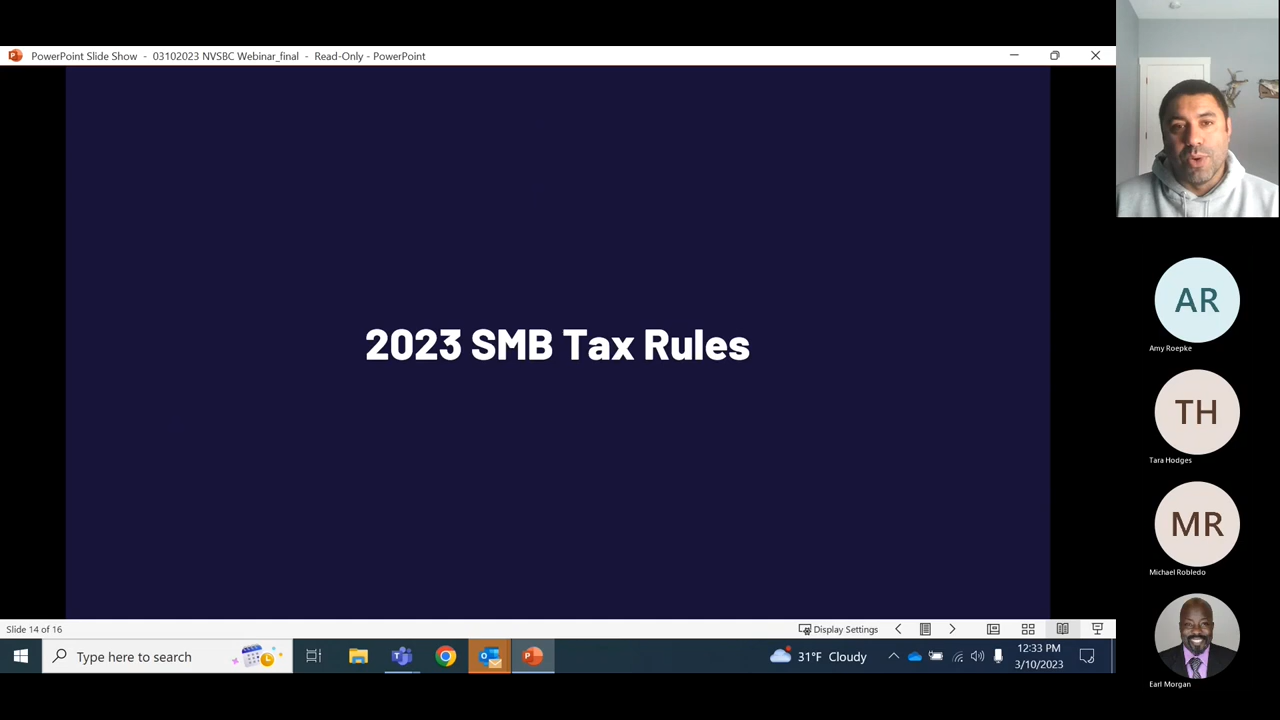 PowerPoint Slide Show - 03102023 NVSBC Webinar_final - Read-Only - PowerPoint
2023 SMB Tax Rules
AR
Amy Roepke
TH
Tara Hodges
MR
Michael Robledo
Earl Morgan
Slide 14 of 16
Display Settings
Type here to search
31°F Cloudy
12:33 PM
3/10/2023